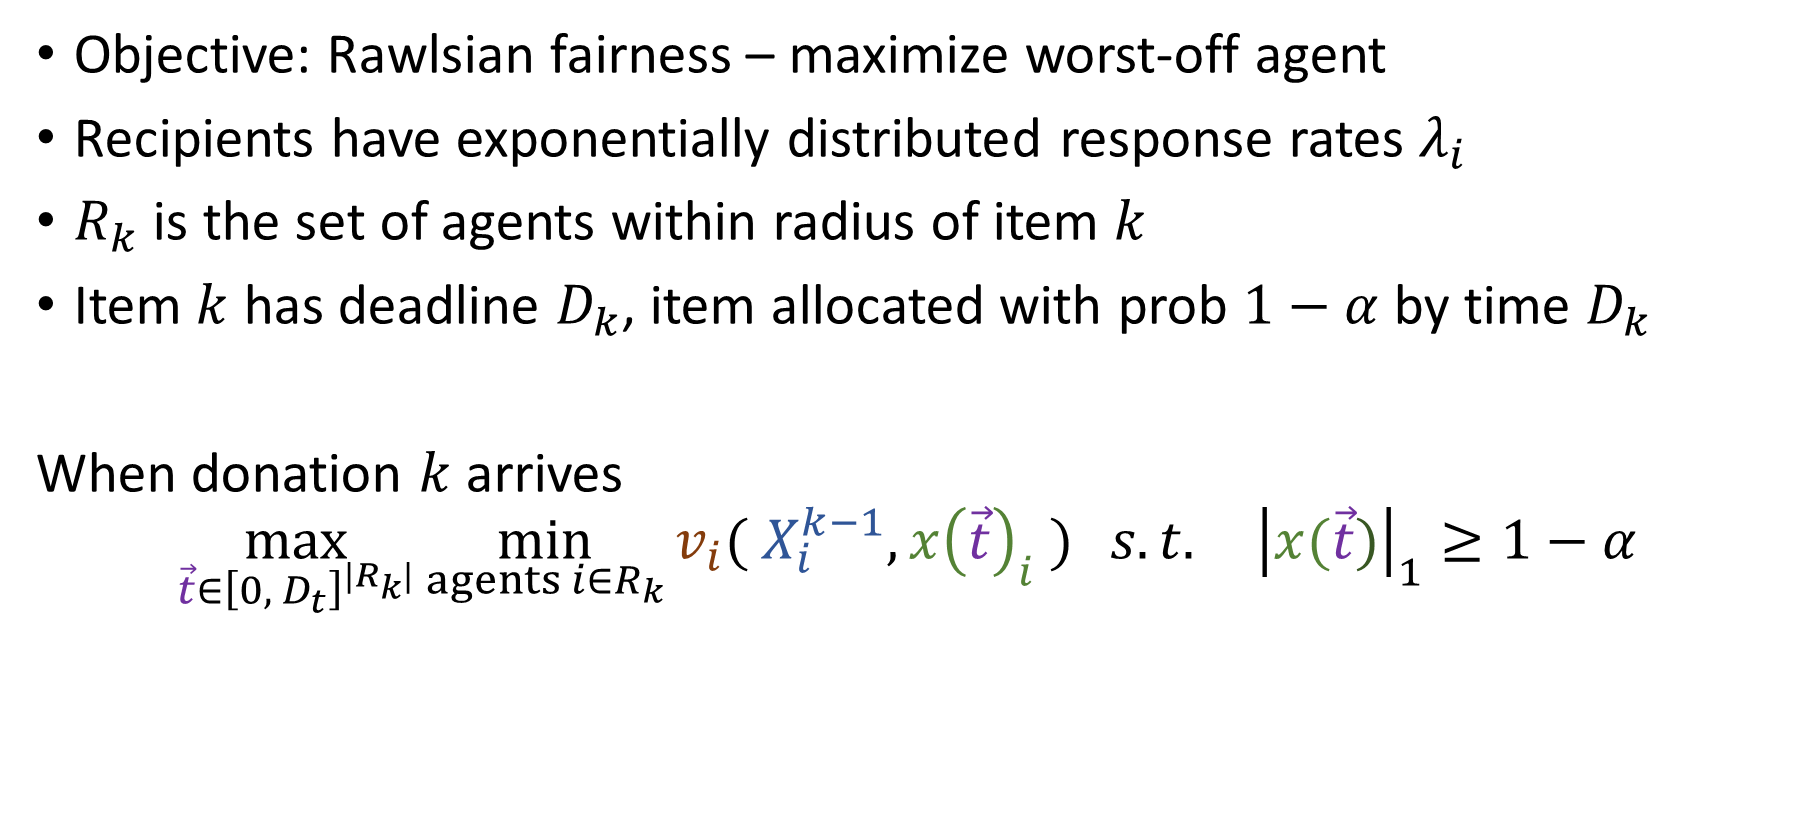 • Objective: Rawlsian fairness – maximize worst-off agent
• Recipients have exponentially distributed response rates λ_i
• R_k is the set of agents within radius of item k
• Item k has deadline D_k, item allocated with prob 1 − α by time D_k
When donation k arrives
max_{t⃗∈[0, D_t]^{|R_k|}} min_{agents i∈R_k} v_i( X_i^{k−1}, x(t⃗)_i ) s.t. |x(t⃗)|_1 ≥ 1 − α